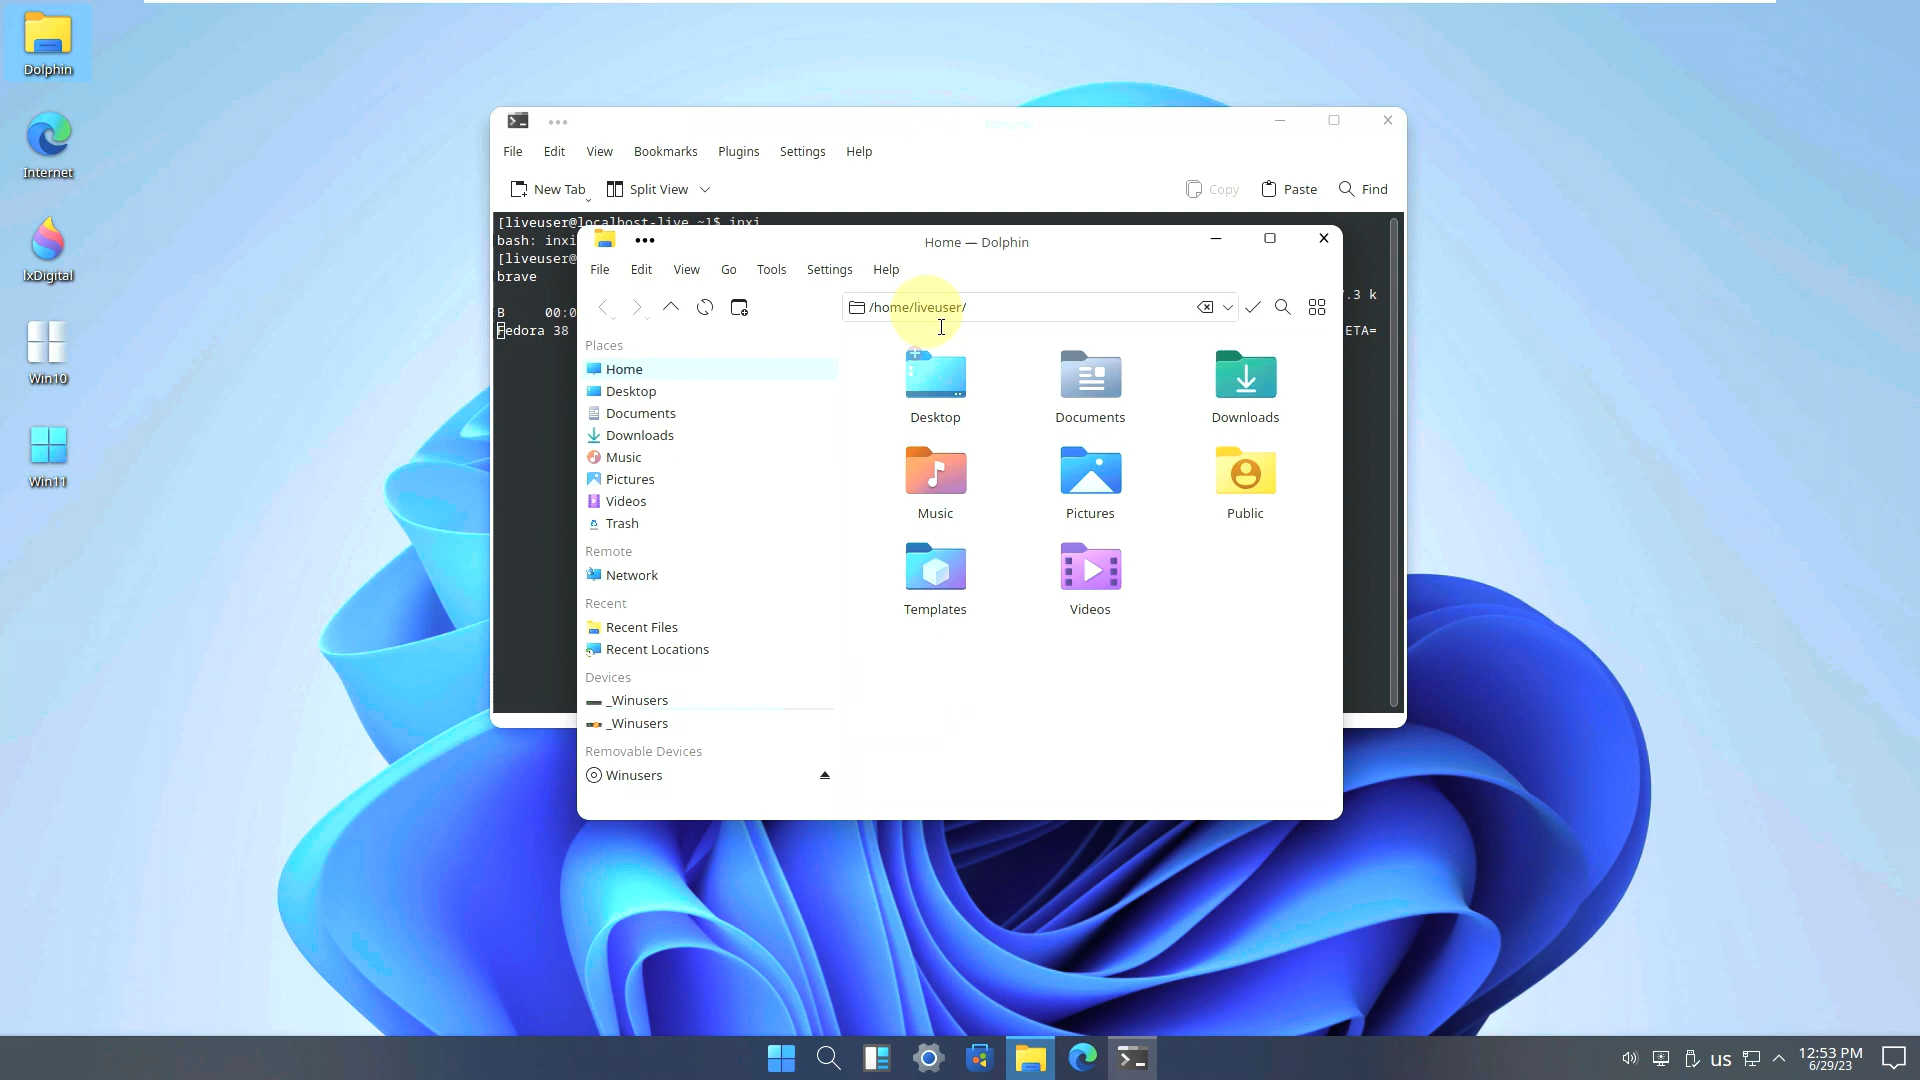 Dolphin
Internet
lxDigital
Win10
Win11
File Edit View Bookmarks Plugins Settings Help
New Tab Split View Copy Paste Find
[liveuser@localhost-live ~]$ inxi
bash: inxi
[liveuser@
brave
.3 k
B 00:0
Fedora 38 ETA=
Home — Dolphin
File Edit View Go Tools Settings Help
/home/liveuser/
Places
Home
Desktop
Documents
Downloads
Music
Pictures
Videos
Trash
Remote
Network
Recent
Recent Files
Recent Locations
Devices
_Winusers
_Winusers
Removable Devices
Winusers
Desktop Documents Downloads
Music Pictures Public
Templates Videos
us
12:53 PM
6/29/23